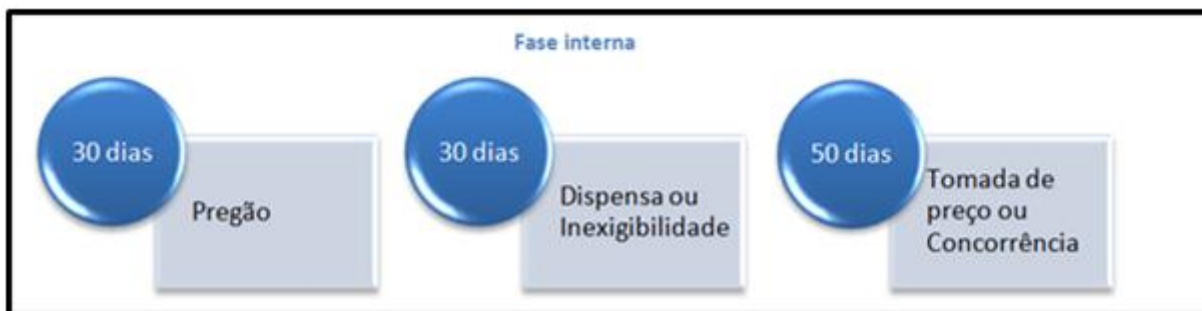 Fase interna
30 dias
Pregão
30 dias
Dispensa ou
Inexigibilidade
50 dias
Tomada de
preço ou
Concorrência